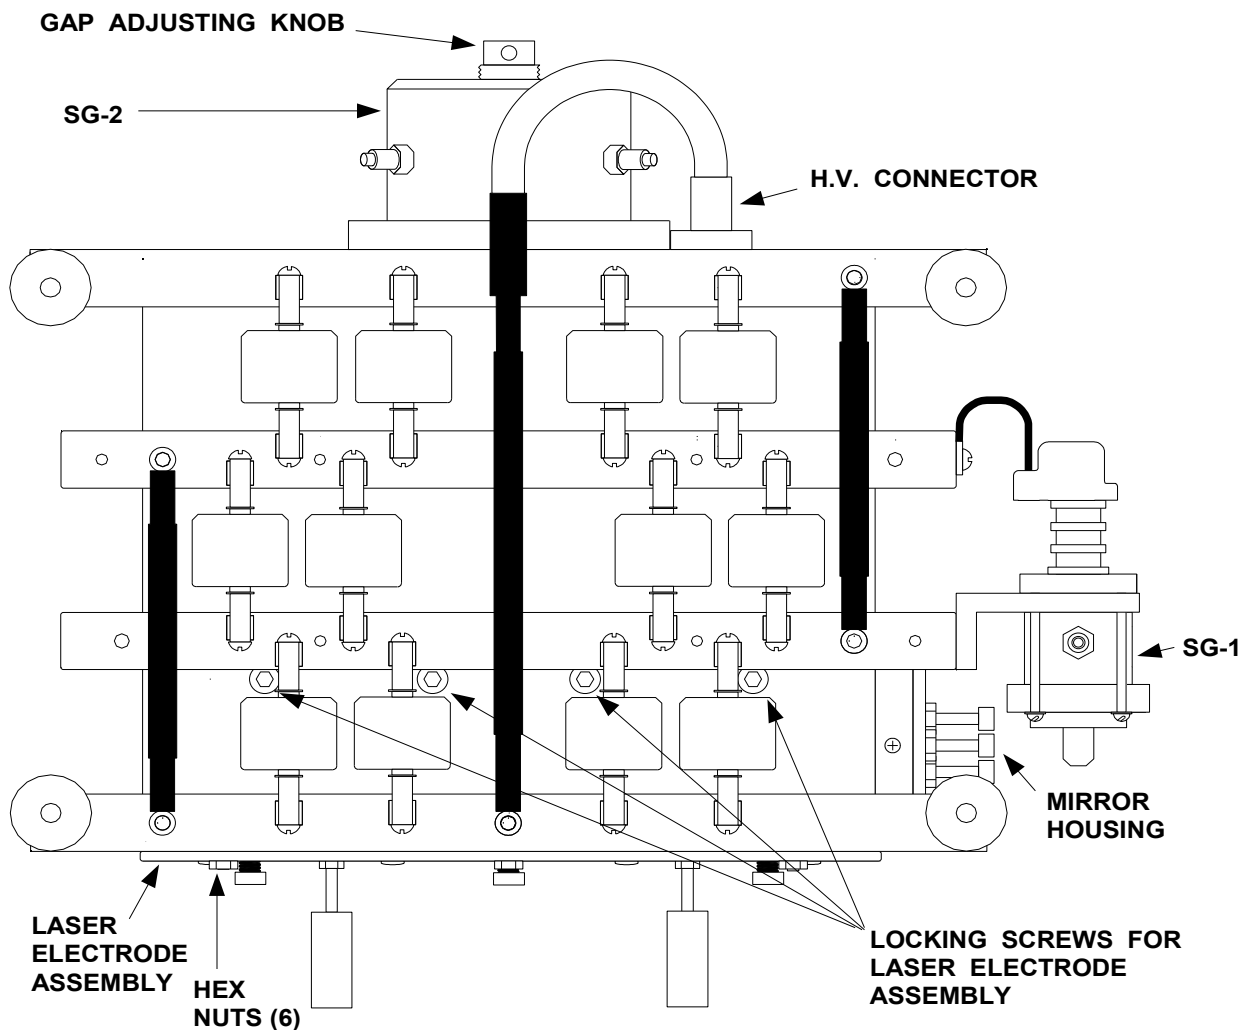 GAP ADJUSTING KNOB
SG-2
H.V. CONNECTOR
SG-1
MIRROR
HOUSING
LASER
ELECTRODE
ASSEMBLY
HEX
NUTS (6)
LOCKING SCREWS FOR
LASER ELECTRODE
ASSEMBLY